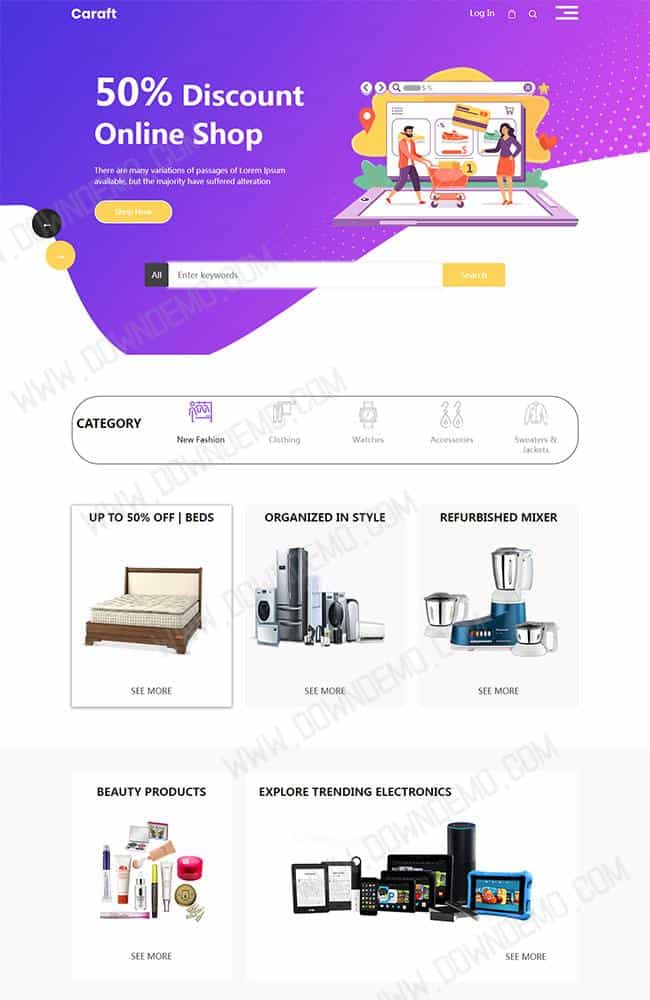 Caraft
Log In
50% Discount
Online Shop
There are many variations of passages of Lorem Ipsum
available, but the majority have suffered alteration
Shop Now
All
Enter keywords
Search
CATEGORY
New Fashion
Clothing
Watches
Accessories
Sweaters &
Jackets
UP TO 50% OFF | BEDS
ORGANIZED IN STYLE
REFURBISHED MIXER
SEE MORE
SEE MORE
SEE MORE
BEAUTY PRODUCTS
EXPLORE TRENDING ELECTRONICS
SEE MORE
SEE MORE
WWW.DOWNDEMO.COM